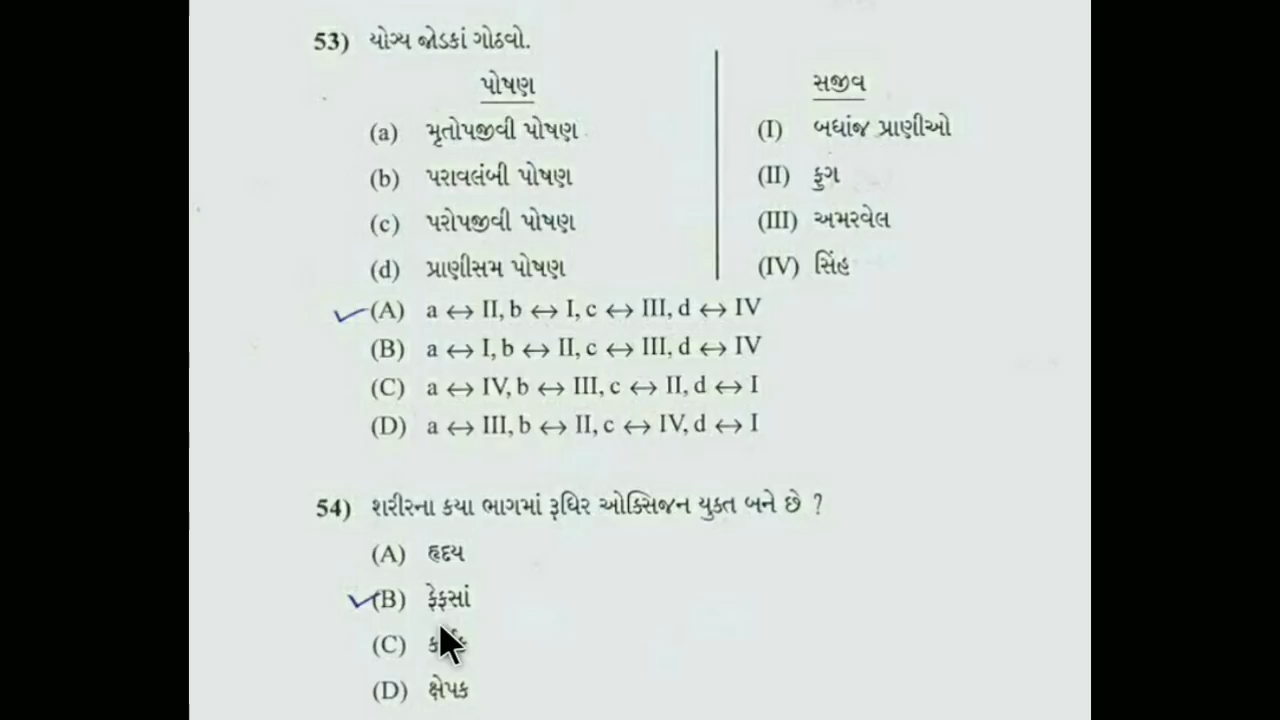 53) યોગ્ય જોડકાં ગોઠવો.
પોષણ સજીવ
(a) મૃતોપજીવી પોષણ (I) બધાંજ પ્રાણીઓ
(b) પરાવલંબી પોષણ (II) ફુગ
(c) પરોપજીવી પોષણ (III) અમરવેલ
(d) પ્રાણીસમ પોષણ (IV) સિંહ
(A) a ↔ II, b ↔ I, c ↔ III, d ↔ IV
(B) a ↔ I, b ↔ II, c ↔ III, d ↔ IV
(C) a ↔ IV, b ↔ III, c ↔ II, d ↔ I
(D) a ↔ III, b ↔ II, c ↔ IV, d ↔ I
54) શરીરના કયા ભાગમાં રૂધિર ઓક્સિજન યુક્ત બને છે ?
(A) હૃદય
(B) ફેફસાં
(C)
(D) ક્ષેપક